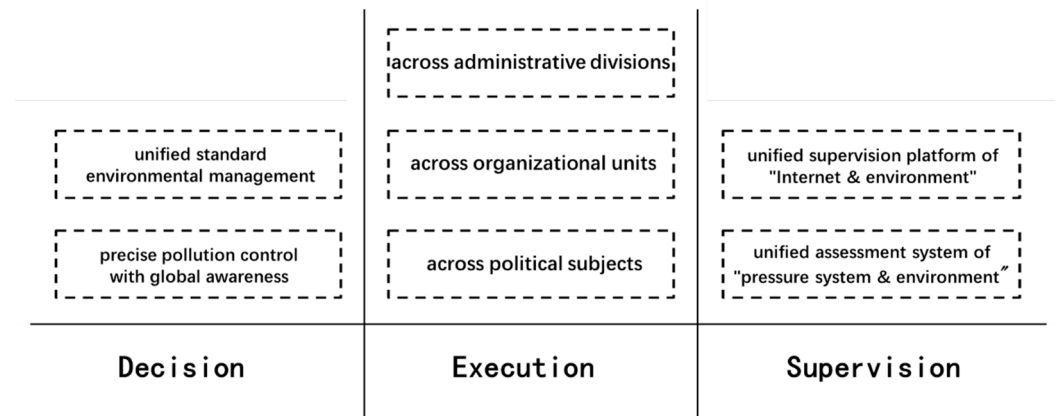 across administrative divisions
unified standard
environmental management
across organizational units
unified supervision platform of
"Internet & environment"
precise pollution control
with global awareness
across political subjects
unified assessment system of
"pressure system & environment"
Decision
Execution
Supervision